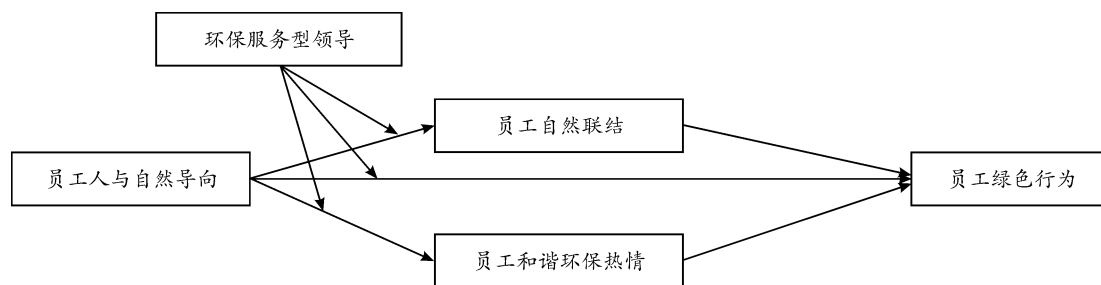 环保服务型领导
员工自然联结
员工人与自然导向
员工绿色行为
员工和谐环保热情